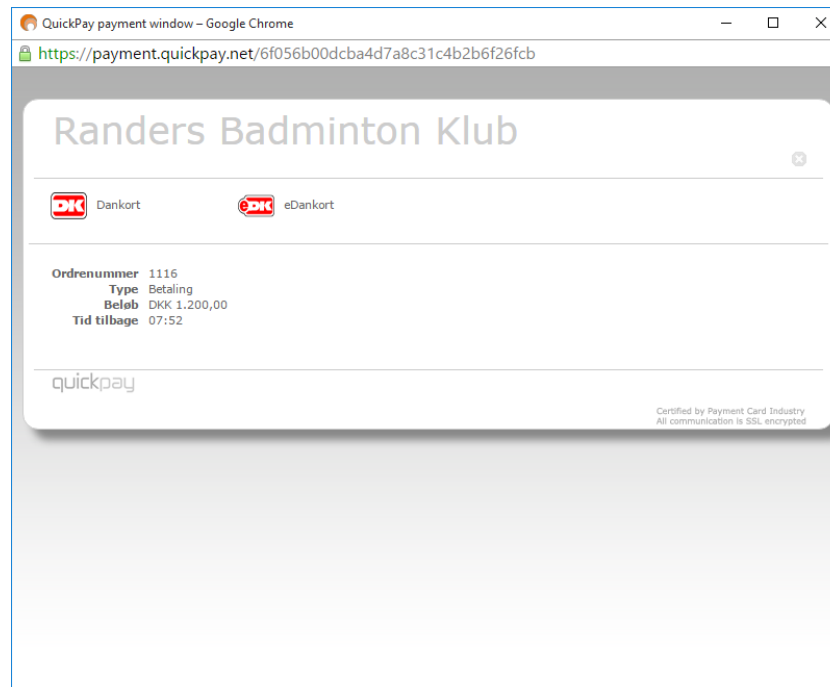 QuickPay payment window – Google Chrome
https://payment.quickpay.net/6f056b00dcba4d7a8c31c4b2b6f26fcb
Randers Badminton Klub
DK Dankort eDK eDankort
Ordrenummer 1116
Type Betaling
Beløb DKK 1.200,00
Tid tilbage 07:52
quickpay
Certified by Payment Card Industry
All communication is SSL encrypted